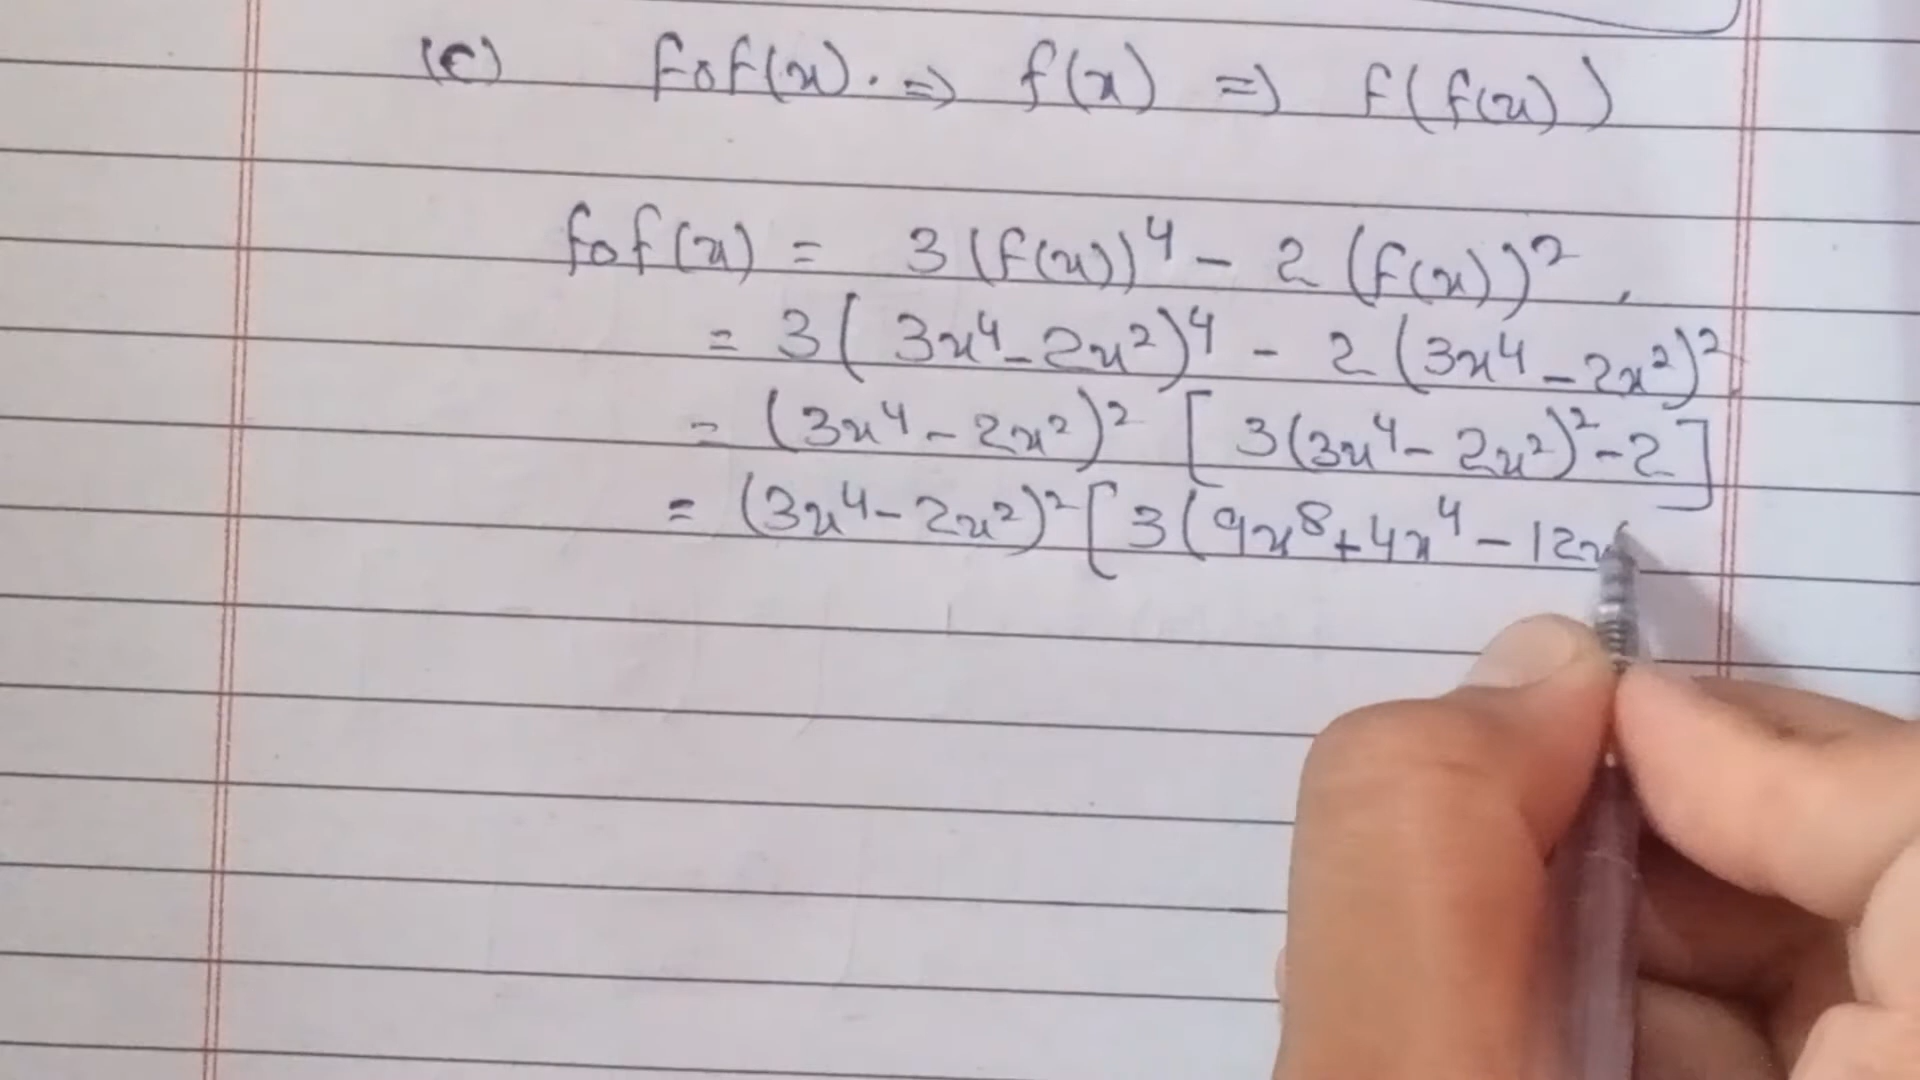 (c) fof(x). => f(x) => f(f(x))
fof(x) = 3(f(x))⁴ - 2(f(x))²
= 3(3x⁴-2x²)⁴ - 2(3x⁴-2x²)²
= (3x⁴-2x²)² [3(3x⁴-2x²)²-2]
= (3x⁴-2x²)² [3(9x⁸+4x⁴-12x